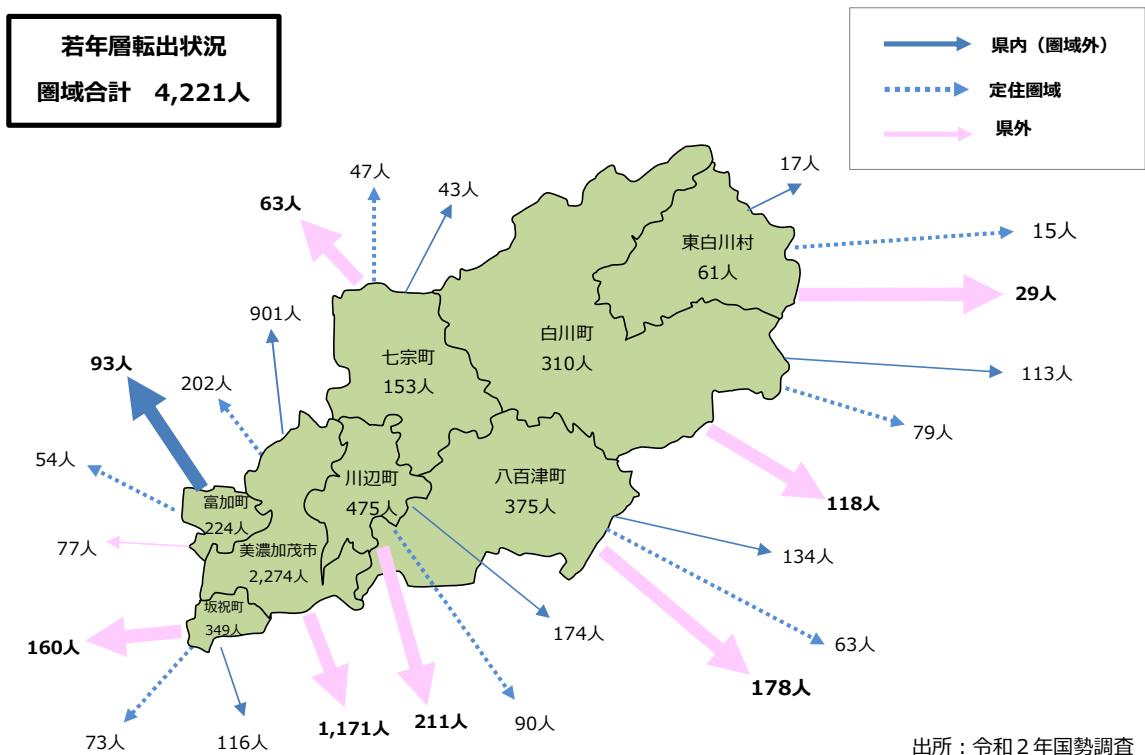 若年層転出状況
圏域合計 4,221人
県内（圏域外）
定住圏域
県外
47人
43人
17人
63人
東白川村
61人
15人
29人
901人
白川町
310人
七宗町
153人
93人
202人
113人
79人
54人
川辺町
475人
八百津町
375人
118人
富加町
224人
77人
美濃加茂市
2,274人
134人
坂祝町
349人
174人
160人
63人
178人
73人
116人
1,171人
211人
90人
出所：令和２年国勢調査